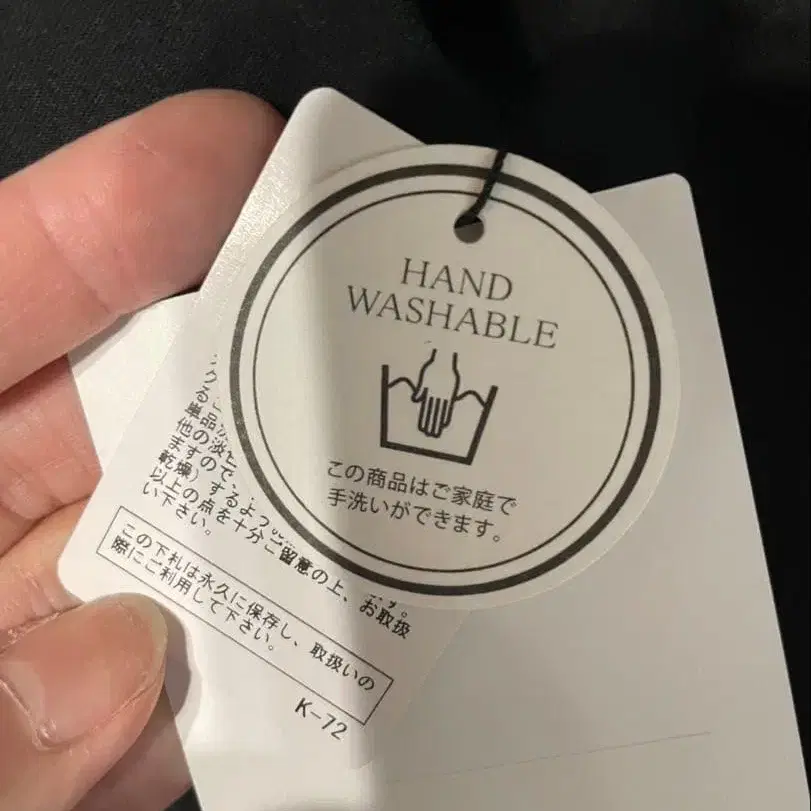 HAND
WASHABLE
この商品はご家庭で
手洗いができます。
単品
他の淡
ますので、
乾燥）するよう
以上の点を十分ご留意の上、お取扱
い下さい。
この下札は永久に保存し、取扱いの
際にご利用して下さい。
K-72